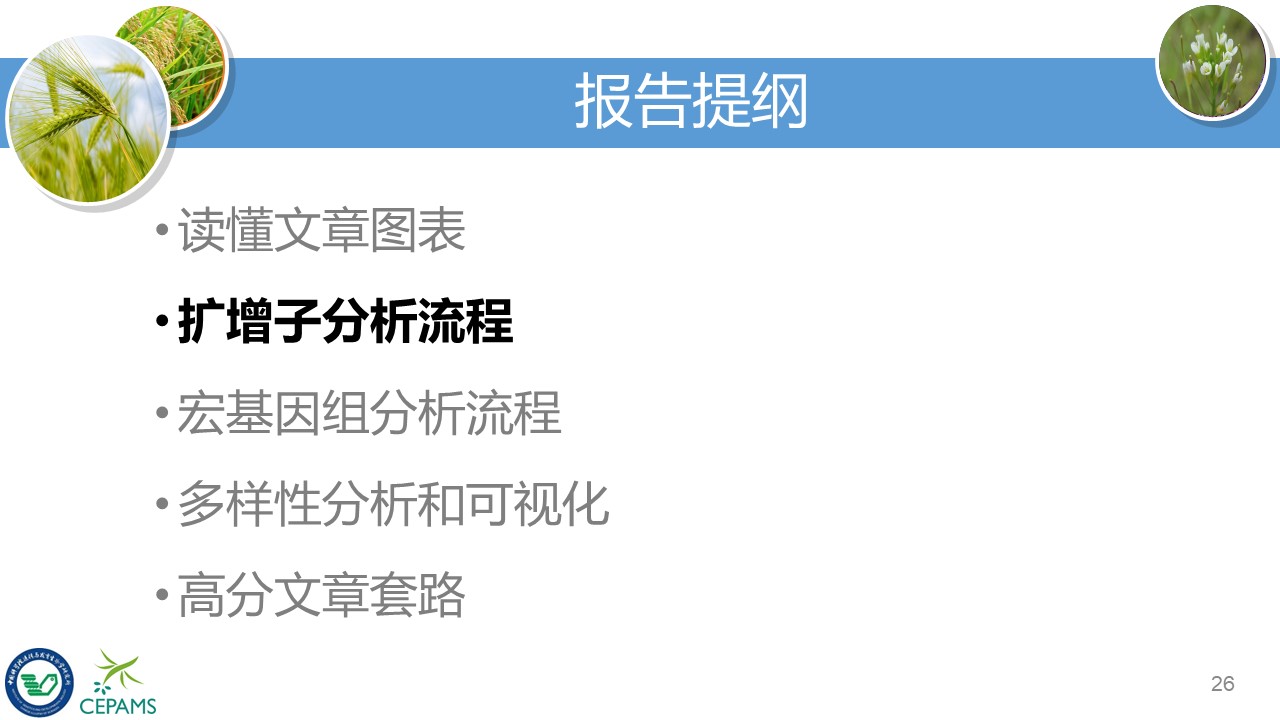 报告提纲
•读懂文章图表
•扩增子分析流程
•宏基因组分析流程
•多样性分析和可视化
•高分文章套路
CEPAMS
26